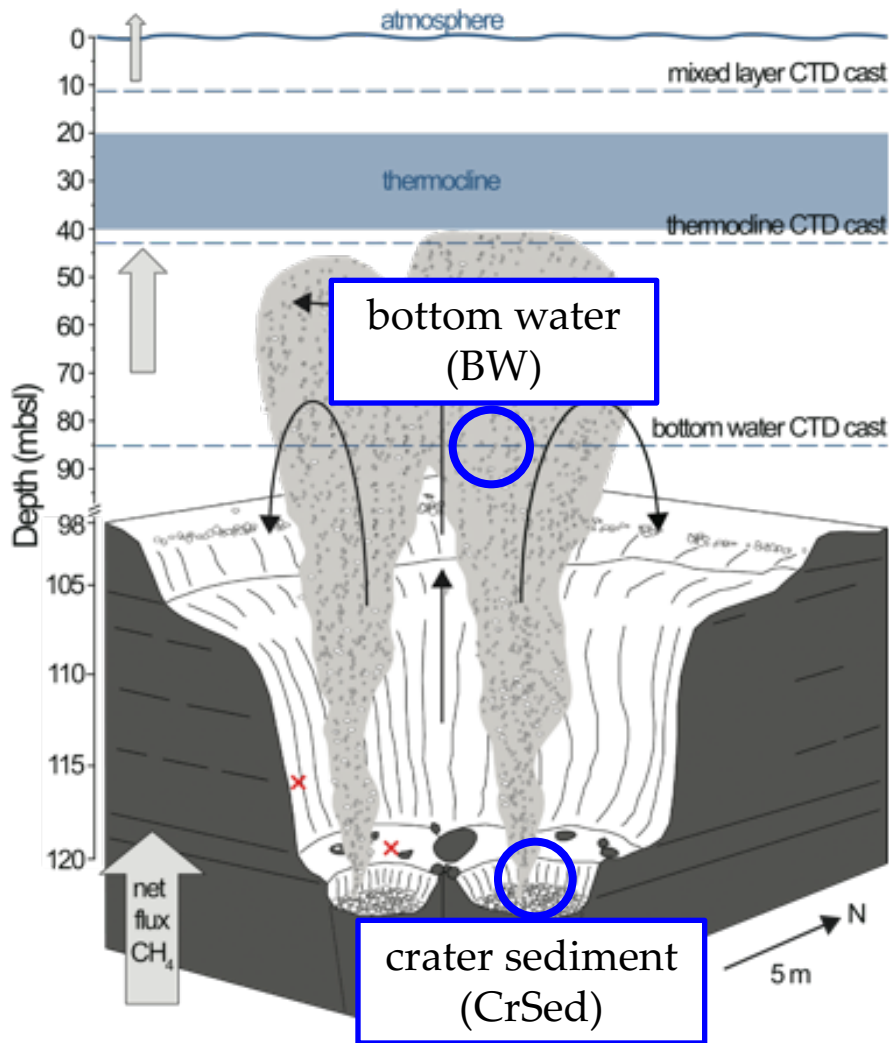 atmosphere
0
mixed layer CTD cast
10
20
thermocline
30
thermocline CTD cast
40
50
bottom water
(BW)
60
70
Depth (mbsl)
80
bottom water CTD cast
90
98
105
110
115
120
net
flux
CH₄
N
5 m
crater sediment
(CrSed)